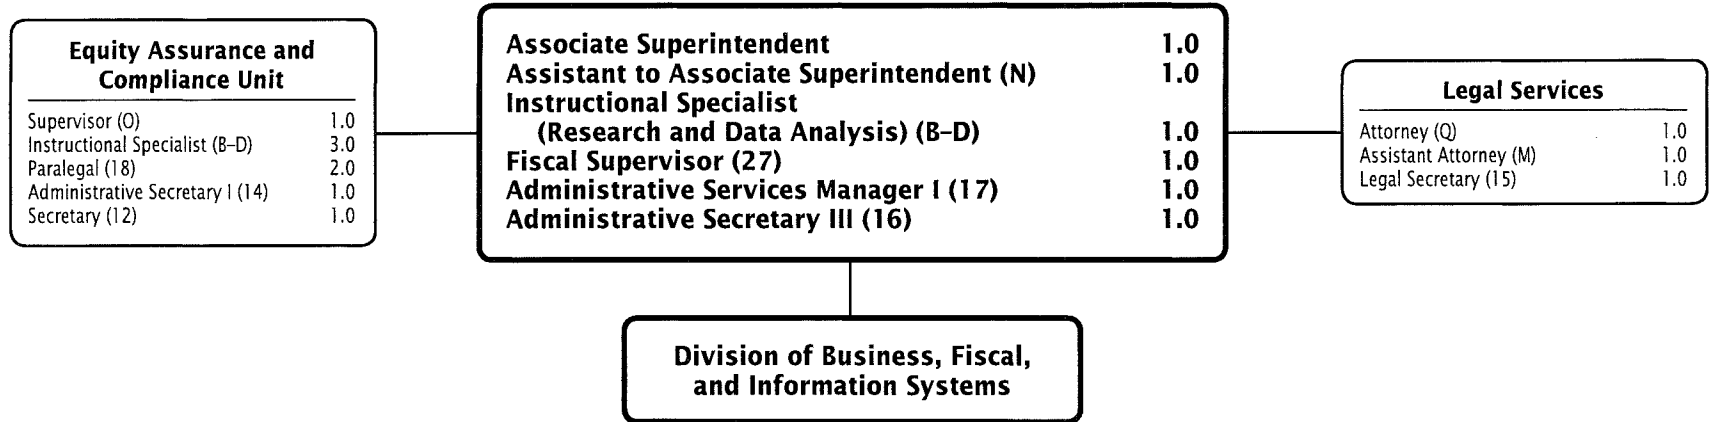 Equity Assurance and
Compliance Unit
Supervisor (O) 1.0
Instructional Specialist (B–D) 3.0
Paralegal (18) 2.0
Administrative Secretary I (14) 1.0
Secretary (12) 1.0
Associate Superintendent 1.0
Assistant to Associate Superintendent (N) 1.0
Instructional Specialist
(Research and Data Analysis) (B–D) 1.0
Fiscal Supervisor (27) 1.0
Administrative Services Manager I (17) 1.0
Administrative Secretary III (16) 1.0
Legal Services
Attorney (Q) 1.0
Assistant Attorney (M) 1.0
Legal Secretary (15) 1.0
Division of Business, Fiscal,
and Information Systems